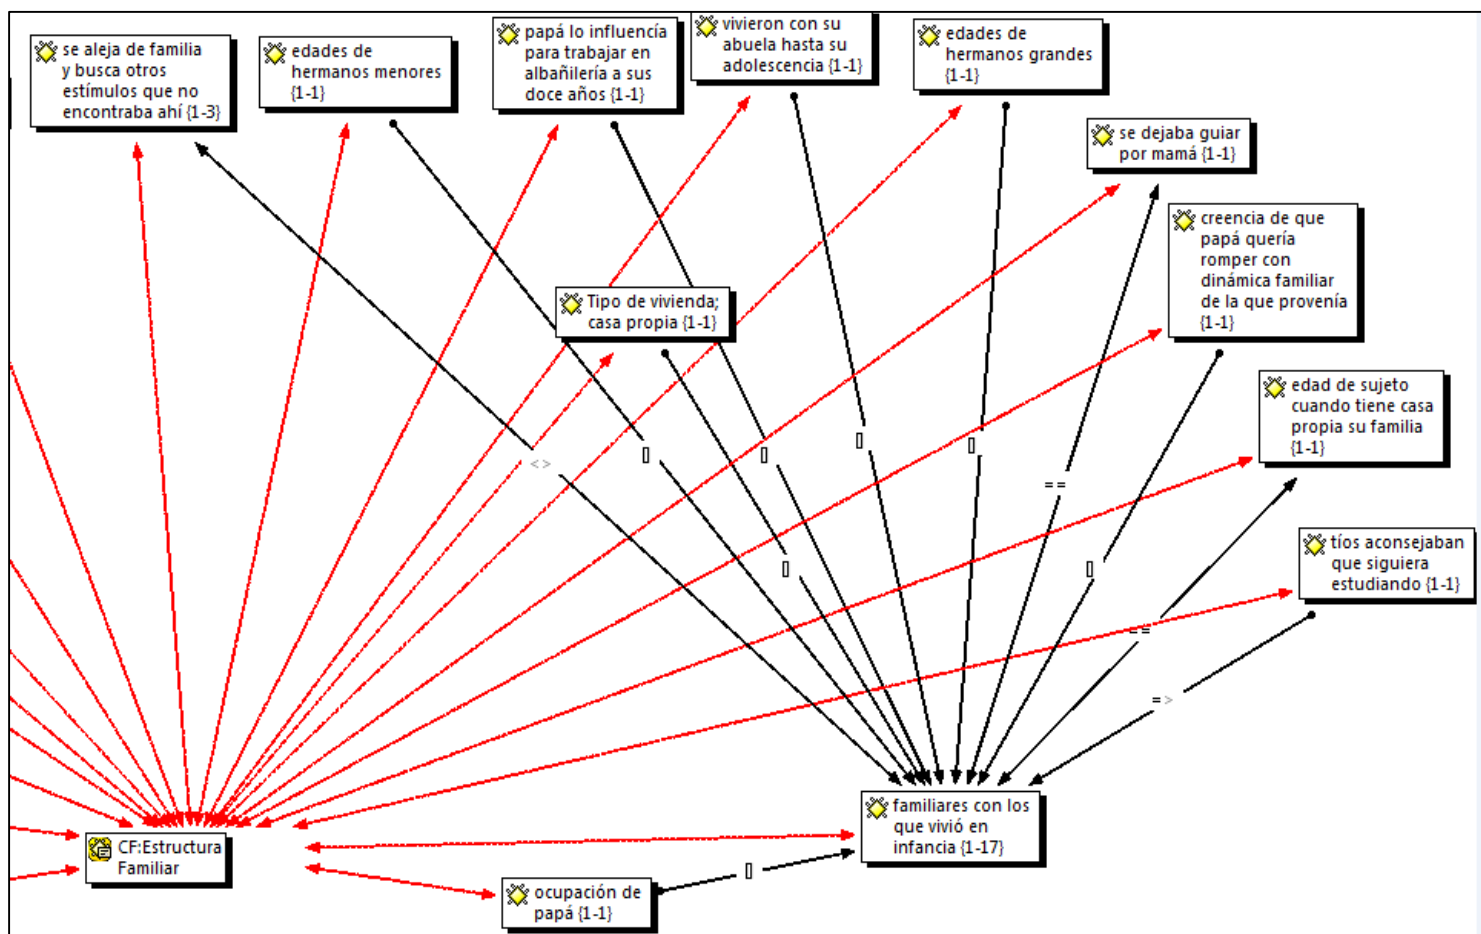 se aleja de familia
y busca otros
estímulos que no
encontraba ahí {1-3}
edades de
hermanos menores
{1-1}
papá lo influencía
para trabajar en
albañilería a sus
doce años {1-1}
vivieron con su
abuela hasta su
adolescencia {1-1}
edades de
hermanos grandes
{1-1}
se dejaba guiar
por mamá {1-1}
creencia de que
papá quería
romper con
dinámica familiar
de la que provenía
{1-1}
Tipo de vivienda;
casa propia {1-1}
edad de sujeto
cuando tiene casa
propia su familia
{1-1}
tíos aconsejaban
que siguiera
estudiando {1-1}
<>
[]
[]
[]
[]
==
[]
[]
==
=>
familiares con los
que vivió en
infancia {1-17}
CF:Estructura
Familiar
[]
ocupación de
papá {1-1}